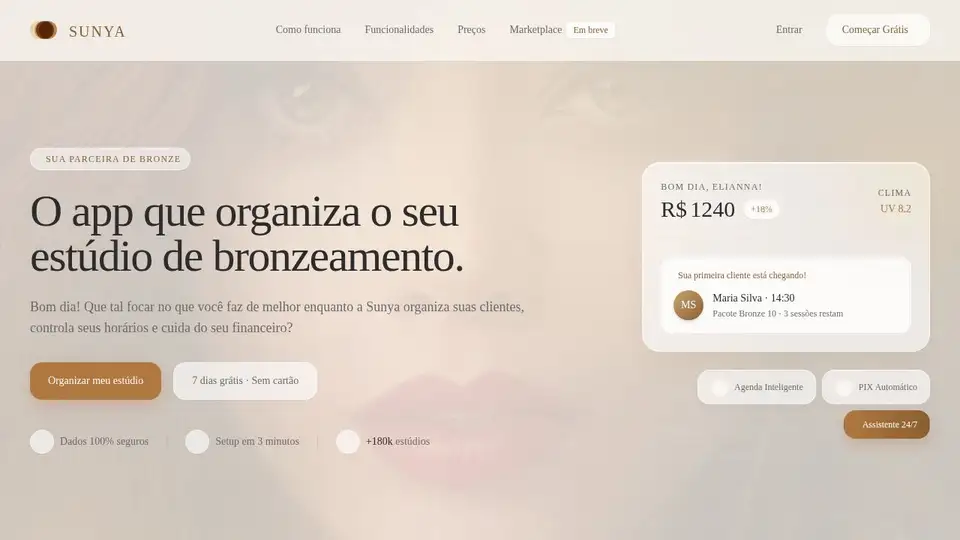 SUNYA
Como funciona
Funcionalidades
Preços
Marketplace
Em breve
Entrar
Começar Grátis
SUA PARCEIRA DE BRONZE
O app que organiza o seu
estúdio de bronzeamento.
Bom dia! Que tal focar no que você faz de melhor enquanto a Sunya organiza suas clientes,
controla seus horários e cuida do seu financeiro?
Organizar meu estúdio
7 dias grátis · Sem cartão
Dados 100% seguros
Setup em 3 minutos
+180k estúdios
BOM DIA, ELIANNA!
R$ 1240
+18%
CLIMA
UV 8.2
Sua primeira cliente está chegando!
MS
Maria Silva · 14:30
Pacote Bronze 10 · 3 sessões restam
Agenda Inteligente
PIX Automático
Assistente 24/7